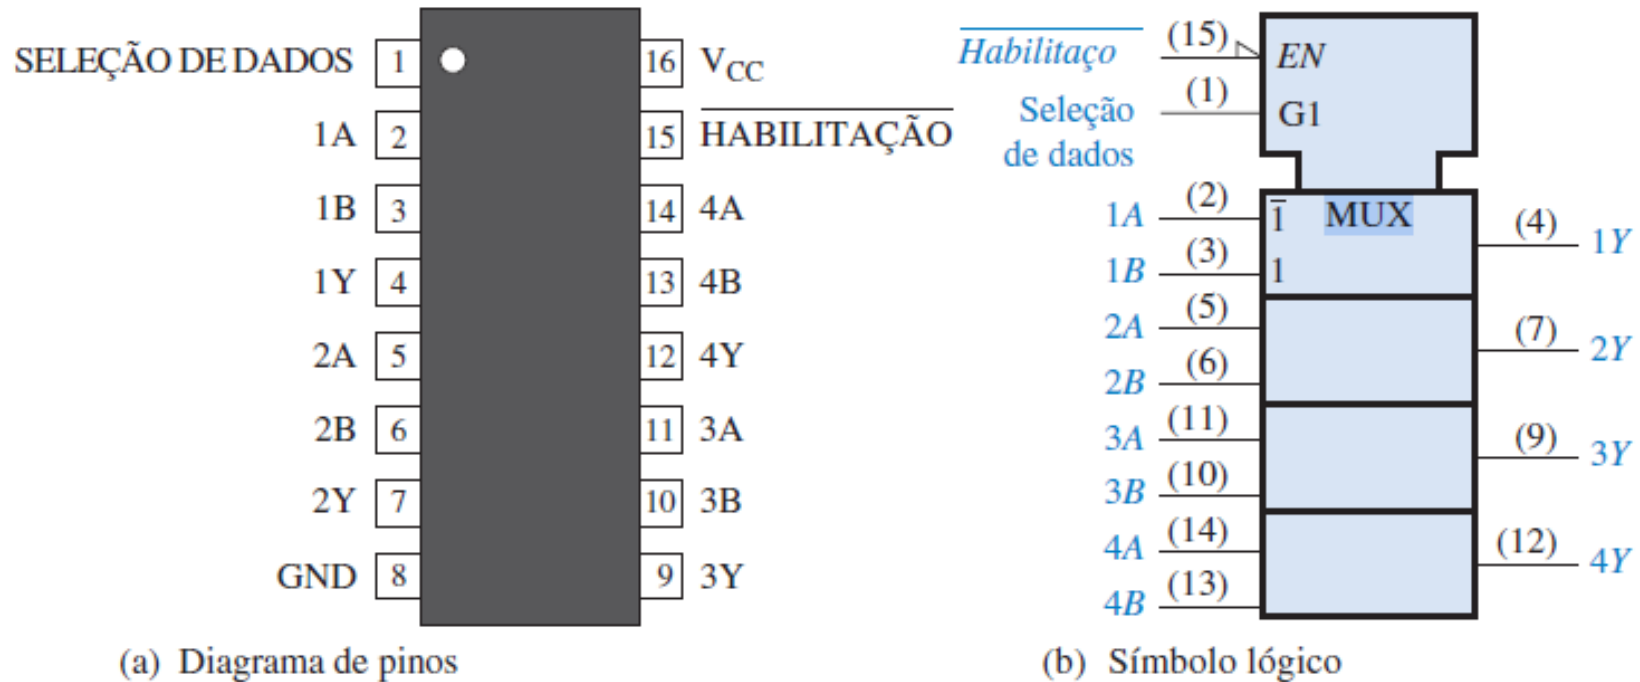 SELEÇÃO DE DADOS 1 16 VCC
1A 2 15 HABILITAÇÃO
1B 3 14 4A
1Y 4 13 4B
2A 5 12 4Y
2B 6 11 3A
2Y 7 10 3B
GND 8 9 3Y
(a) Diagrama de pinos
Habilitaço (15) EN
Seleção
de dados
(1) G1
MUX
1A (2) 1̅
1B (3) 1
(4) 1Y
2A (5)
2B (6)
(7) 2Y
3A (11)
3B (10)
(9) 3Y
4A (14)
4B (13)
(12) 4Y
(b) Símbolo lógico